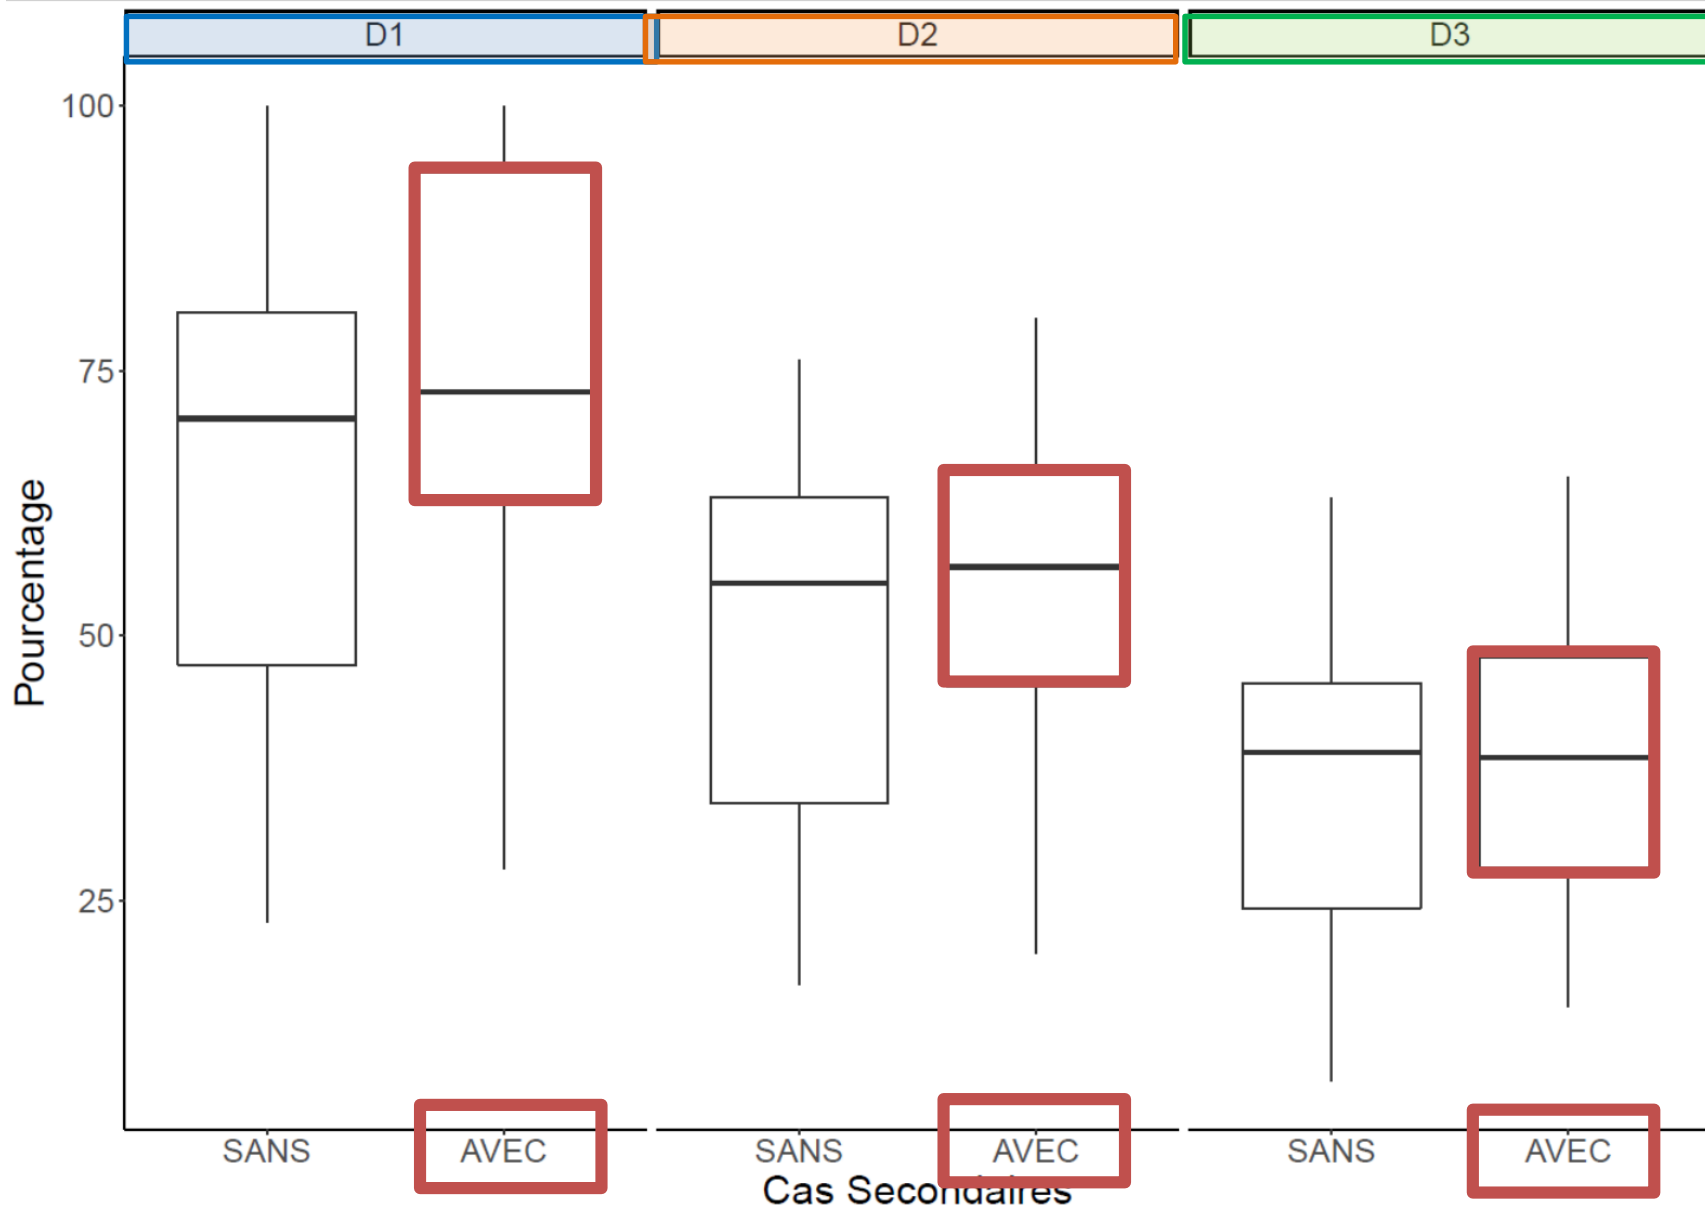 D1
D2
D3
100
75
50
25
Pourcentage
SANS
AVEC
SANS
AVEC
SANS
AVEC
Cas Secondaires